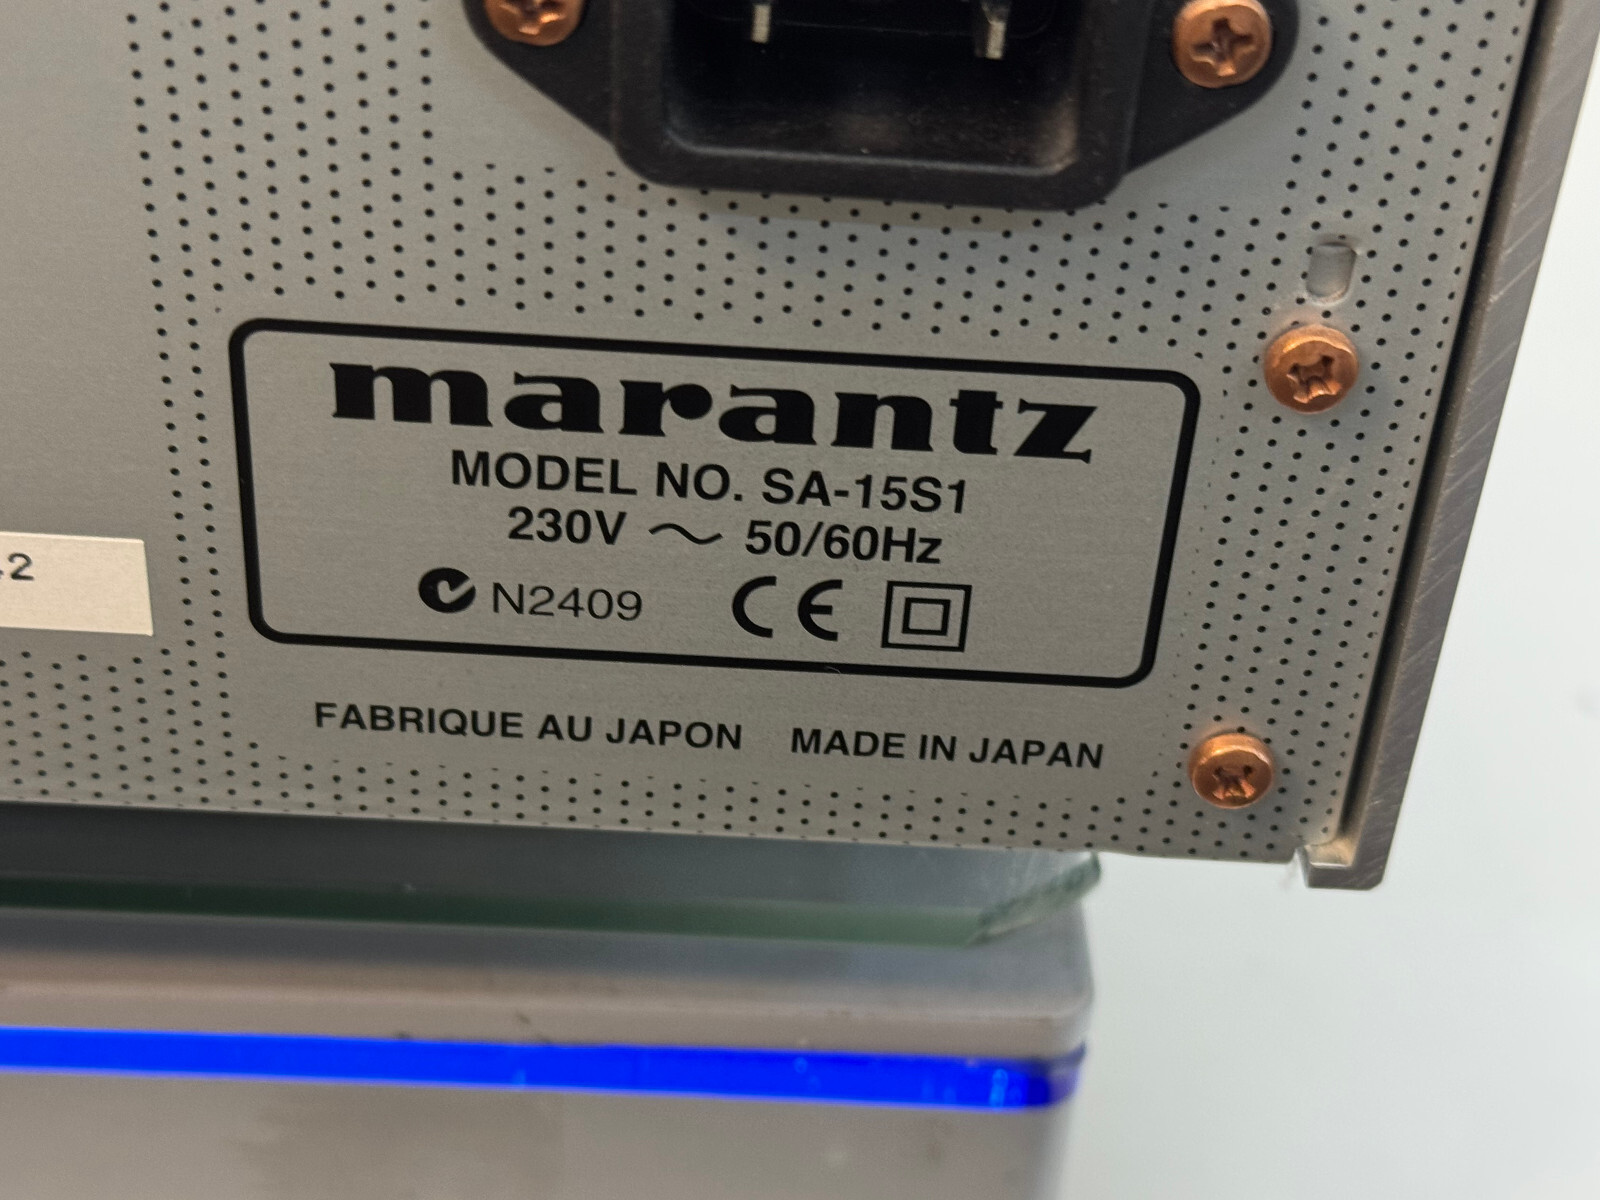 marantz
MODEL NO. SA-15S1
230V ~ 50/60Hz
N2409 CE
FABRIQUE AU JAPON MADE IN JAPAN